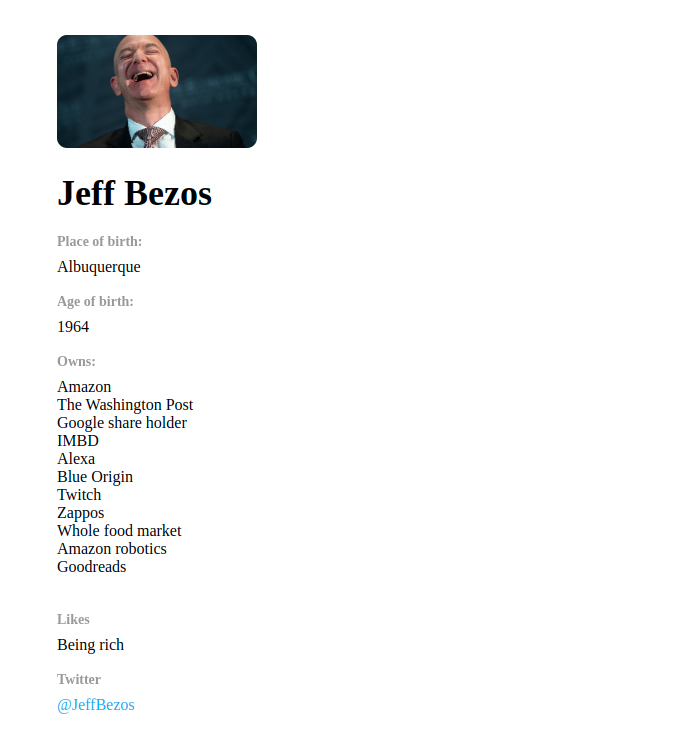 Jeff Bezos
Place of birth:
Albuquerque
Age of birth:
1964
Owns:
Amazon
The Washington Post
Google share holder
IMBD
Alexa
Blue Origin
Twitch
Zappos
Whole food market
Amazon robotics
Goodreads
Likes
Being rich
Twitter
@JeffBezos